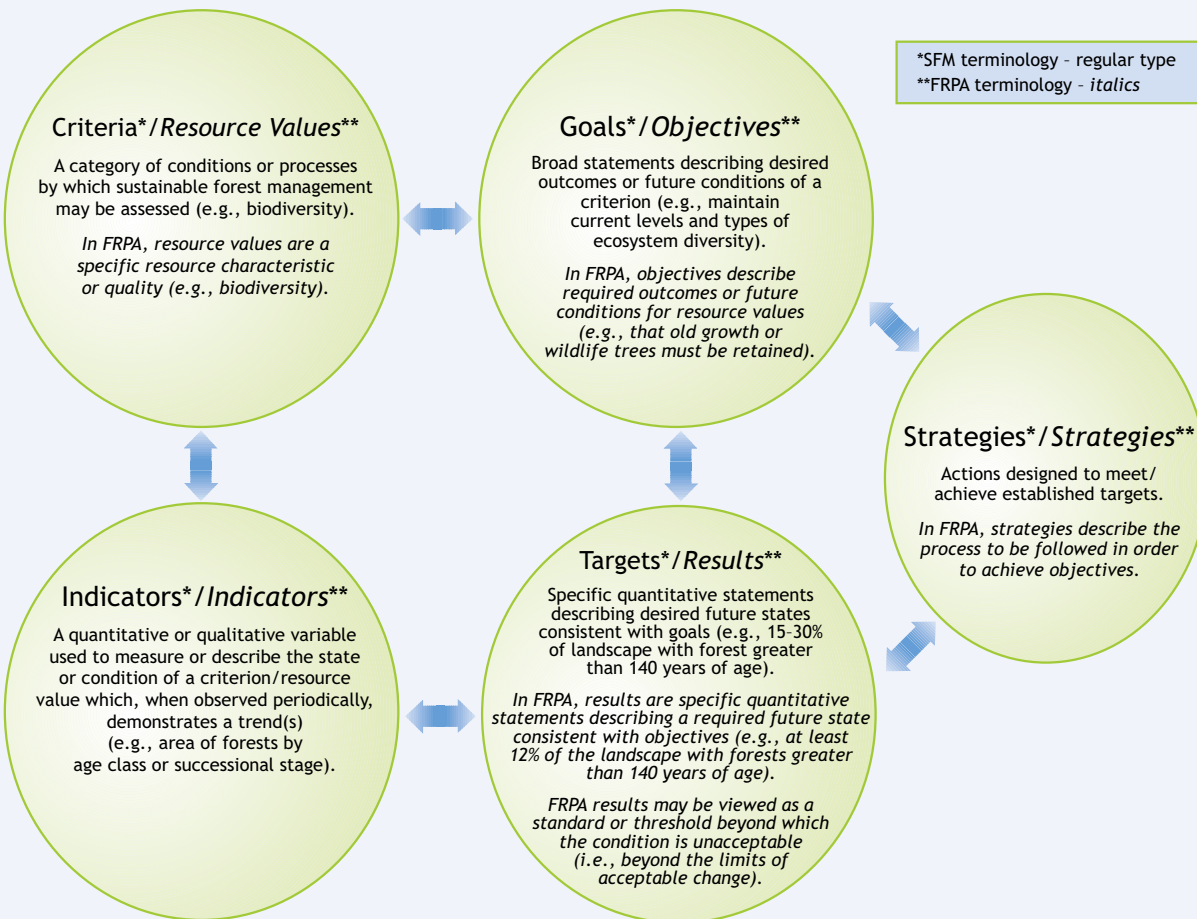 *SFM terminology - regular type
**FRPA terminology - italics
Criteria*/Resource Values**
A category of conditions or processes
by which sustainable forest management
may be assessed (e.g., biodiversity).
In FRPA, resource values are a
specific resource characteristic
or quality (e.g., biodiversity).
Goals*/Objectives**
Broad statements describing desired
outcomes or future conditions of a
criterion (e.g., maintain
current levels and types of
ecosystem diversity).
In FRPA, objectives describe
required outcomes or future
conditions for resource values
(e.g., that old growth or
wildlife trees must be retained).
Strategies*/Strategies**
Actions designed to meet/
achieve established targets.
In FRPA, strategies describe the
process to be followed in order
to achieve objectives.
Indicators*/Indicators**
A quantitative or qualitative variable
used to measure or describe the state
or condition of a criterion/resource
value which, when observed periodically,
demonstrates a trend(s)
(e.g., area of forests by
age class or successional stage).
Targets*/Results**
Specific quantitative statements
describing desired future states
consistent with goals (e.g., 15-30%
of landscape with forest greater
than 140 years of age).
In FRPA, results are specific quantitative
statements describing a required future state
consistent with objectives (e.g., at least
12% of the landscape with forests greater
than 140 years of age).
FRPA results may be viewed as a
standard or threshold beyond which
the condition is unacceptable
(i.e., beyond the limits of
acceptable change).